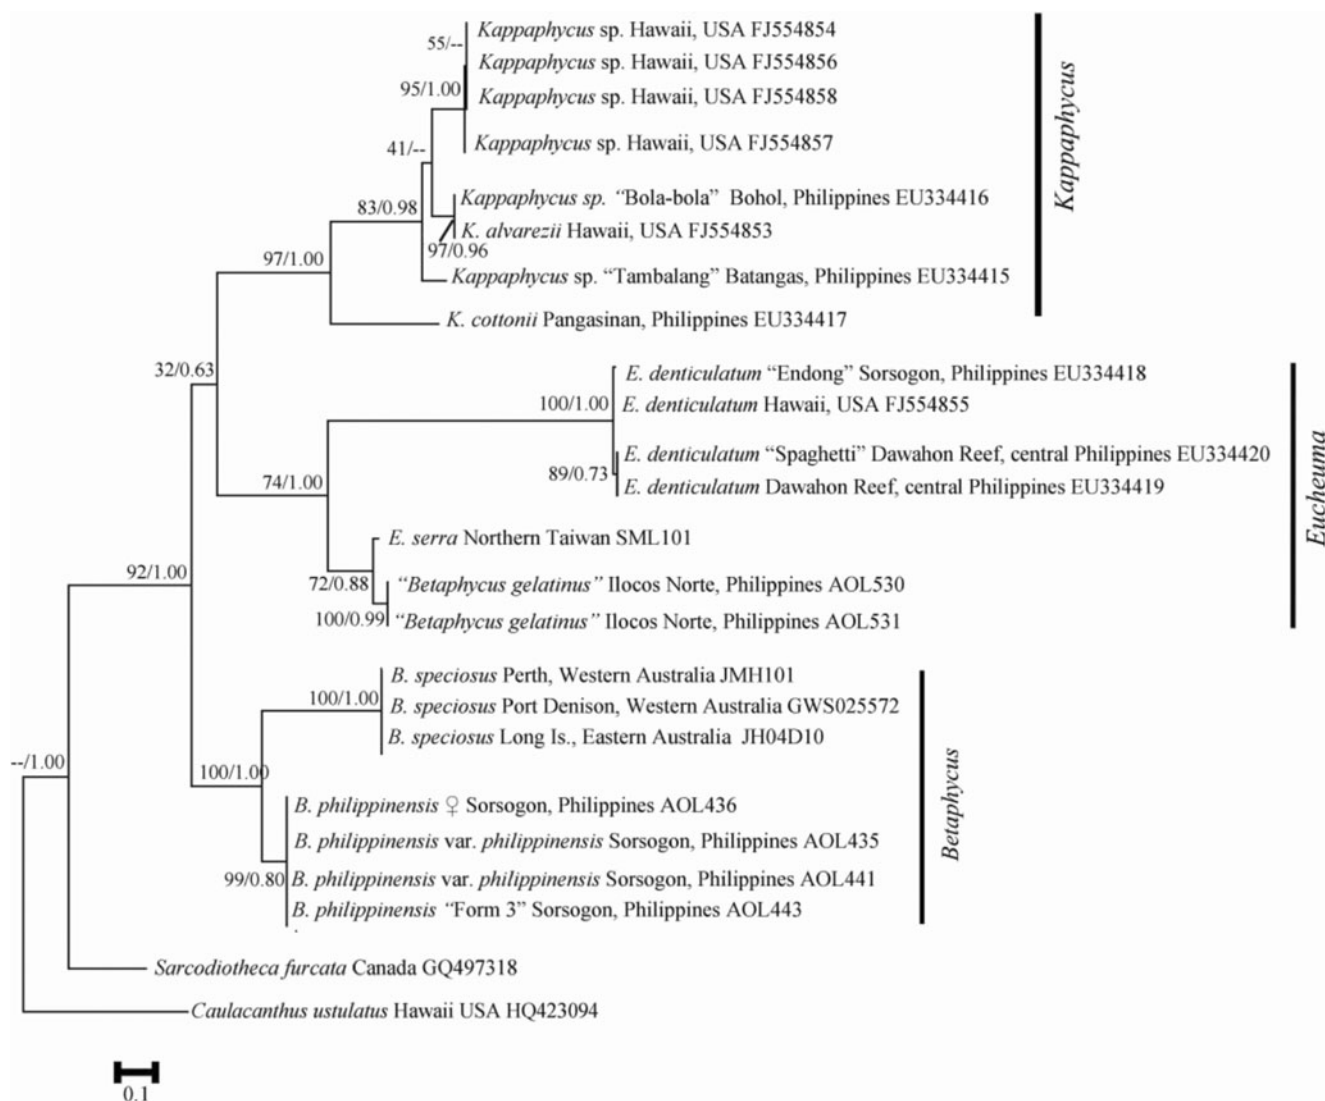 Kappaphycus sp. Hawaii, USA FJ554854
55/--
Kappaphycus sp. Hawaii, USA FJ554856
95/1.00
Kappaphycus sp. Hawaii, USA FJ554858
Kappaphycus sp. Hawaii, USA FJ554857
41/--
Kappaphycus sp. “Bola-bola” Bohol, Philippines EU334416
83/0.98
K. alvarezii Hawaii, USA FJ554853
97/0.96
97/1.00
Kappaphycus sp. “Tambalang” Batangas, Philippines EU334415
K. cottonii Pangasinan, Philippines EU334417
Kappaphycus
32/0.63
E. denticulatum “Endong” Sorsogon, Philippines EU334418
100/1.00
E. denticulatum Hawaii, USA FJ554855
E. denticulatum “Spaghetti” Dawahon Reef, central Philippines EU334420
89/0.73
74/1.00
E. denticulatum Dawahon Reef, central Philippines EU334419
E. serra Northern Taiwan SML101
92/1.00
72/0.88
“Betaphycus gelatinus” Ilocos Norte, Philippines AOL530
100/0.99
“Betaphycus gelatinus” Ilocos Norte, Philippines AOL531
Eucheuma
B. speciosus Perth, Western Australia JMH101
100/1.00
B. speciosus Port Denison, Western Australia GWS025572
B. speciosus Long Is., Eastern Australia JH04D10
--/1.00
100/1.00
B. philippinensis ♀ Sorsogon, Philippines AOL436
B. philippinensis var. philippinensis Sorsogon, Philippines AOL435
99/0.80
B. philippinensis var. philippinensis Sorsogon, Philippines AOL441
B. philippinensis “Form 3” Sorsogon, Philippines AOL443
Betaphycus
Sarcodiotheca furcata Canada GQ497318
Caulacanthus ustulatus Hawaii USA HQ423094
0.1